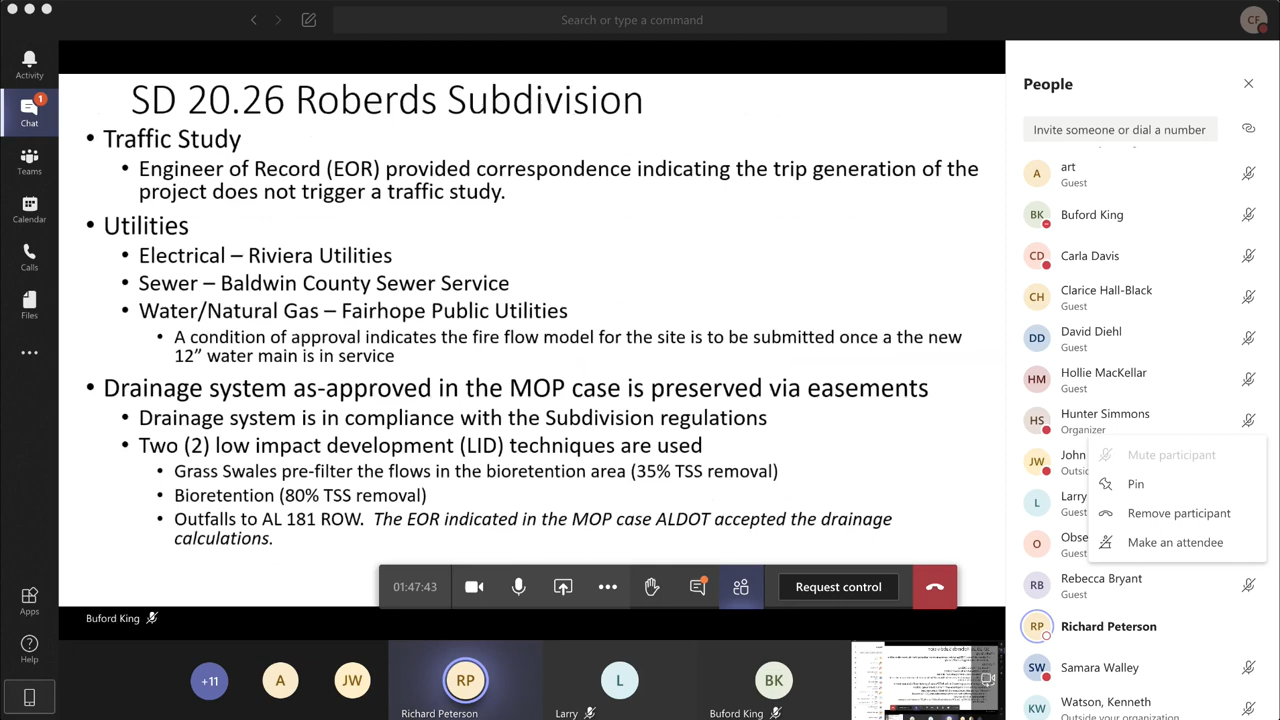 Search or type a command
CF
Activity
1
Chat
Teams
Calendar
Calls
Files
Apps
Help
SD 20.26 Roberds Subdivision
• Traffic Study
• Engineer of Record (EOR) provided correspondence indicating the trip generation of the
project does not trigger a traffic study.
• Utilities
• Electrical – Riviera Utilities
• Sewer – Baldwin County Sewer Service
• Water/Natural Gas – Fairhope Public Utilities
• A condition of approval indicates the fire flow model for the site is to be submitted once a the new
12” water main is in service
• Drainage system as-approved in the MOP case is preserved via easements
• Drainage system is in compliance with the Subdivision regulations
• Two (2) low impact development (LID) techniques are used
• Grass Swales pre-filter the flows in the bioretention area (35% TSS removal)
• Bioretention (80% TSS removal)
• Outfalls to AL 181 ROW. The EOR indicated in the MOP case ALDOT accepted the drainage
calculations.
01:47:43
Request control
Buford King
+11
JW
RP
Richard Peterson
L
Larry
BK
Buford King
People
Invite someone or dial a number
A
art
Guest
BK
Buford King
CD
Carla Davis
CH
Clarice Hall-Black
Guest
DD
David Diehl
Guest
HM
Hollie MacKellar
Guest
HS
Hunter Simmons
Organizer
JW
John
Outsi
Mute participant
Pin
Remove participant
Make an attendee
L
Larry
Guest
O
Obse
Guest
RB
Rebecca Bryant
Guest
RP
Richard Peterson
SW
Samara Walley
KW
Watson, Kenneth
Outside your organization